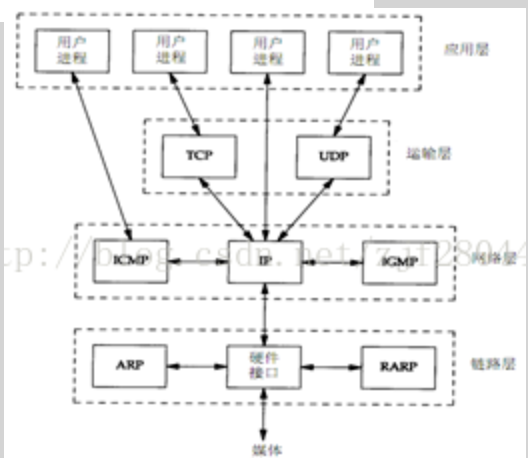 用户 用户 用户 用户
进程 进程 进程 进程
应用层
TCP UDP 运输层
ICMP IP IGMP 网络层
tp://blog.csdn.net/zjf28044
ARP 硬件 RARP 链路层
接口
媒体